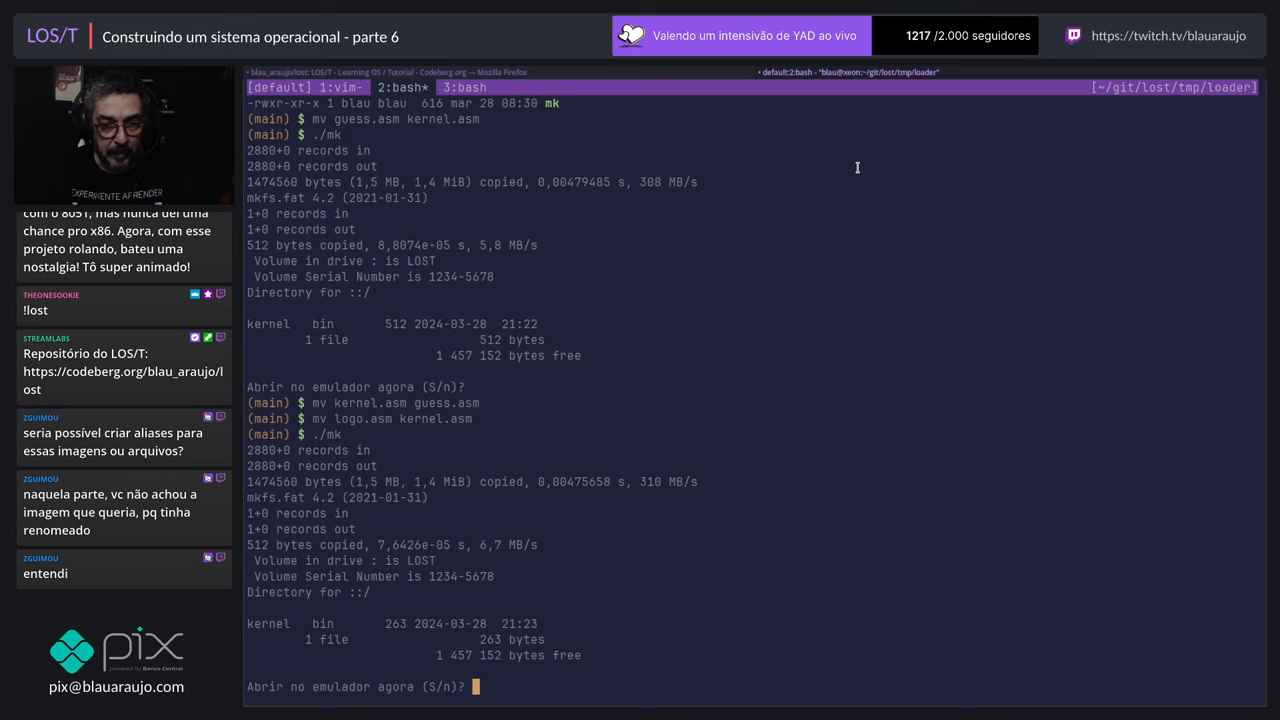 LOS/T
Construindo um sistema operacional - parte 6
Valendo um intensivão de YAD ao vivo
1217 /2.000 seguidores
https://twitch.tv/blauaraujo
EXPERIMENTE APRENDER
com o 8051, mas nunca dei uma
chance pro x86. Agora, com esse
projeto rolando, bateu uma
nostalgia! Tô super animado!
THEONESOOKIE
!lost
STREAMLABS
Repositório do LOS/T:
https://codeberg.org/blau_araujo/l
ost
ZGUIMOU
seria possível criar aliases para
essas imagens ou arquivos?
ZGUIMOU
naquela parte, vc não achou a
imagem que queria, pq tinha
renomeado
ZGUIMOU
entendi
pix
powered by Banco Central
pix@blauaraujo.com
• blau_araujo/lost: LOS/T - Learning OS / Tutorial - Codeberg.org — Mozilla Firefox
• default:2:bash - "blau@xeon:~/git/lost/tmp/loader"
[default] 1:vim- 2:bash* 3:bash [~/git/lost/tmp/loader]
-rwxr-xr-x 1 blau blau  616 mar 28 08:30 mk
(main) $ mv guess.asm kernel.asm
(main) $ ./mk
2880+0 records in
2880+0 records out
1474560 bytes (1,5 MB, 1,4 MiB) copied, 0,00479485 s, 308 MB/s
mkfs.fat 4.2 (2021-01-31)
1+0 records in
1+0 records out
512 bytes copied, 8,8074e-05 s, 5,8 MB/s
 Volume in drive : is LOST
 Volume Serial Number is 1234-5678
Directory for ::/
kernel   bin       512 2024-03-28  21:22
        1 file                 512 bytes
                         1 457 152 bytes free
Abrir no emulador agora (S/n)?
(main) $ mv kernel.asm guess.asm
(main) $ mv logo.asm kernel.asm
(main) $ ./mk
2880+0 records in
2880+0 records out
1474560 bytes (1,5 MB, 1,4 MiB) copied, 0,00475658 s, 310 MB/s
mkfs.fat 4.2 (2021-01-31)
1+0 records in
1+0 records out
512 bytes copied, 7,6426e-05 s, 6,7 MB/s
 Volume in drive : is LOST
 Volume Serial Number is 1234-5678
Directory for ::/
kernel   bin       263 2024-03-28  21:23
        1 file                 263 bytes
                         1 457 152 bytes free
Abrir no emulador agora (S/n)?